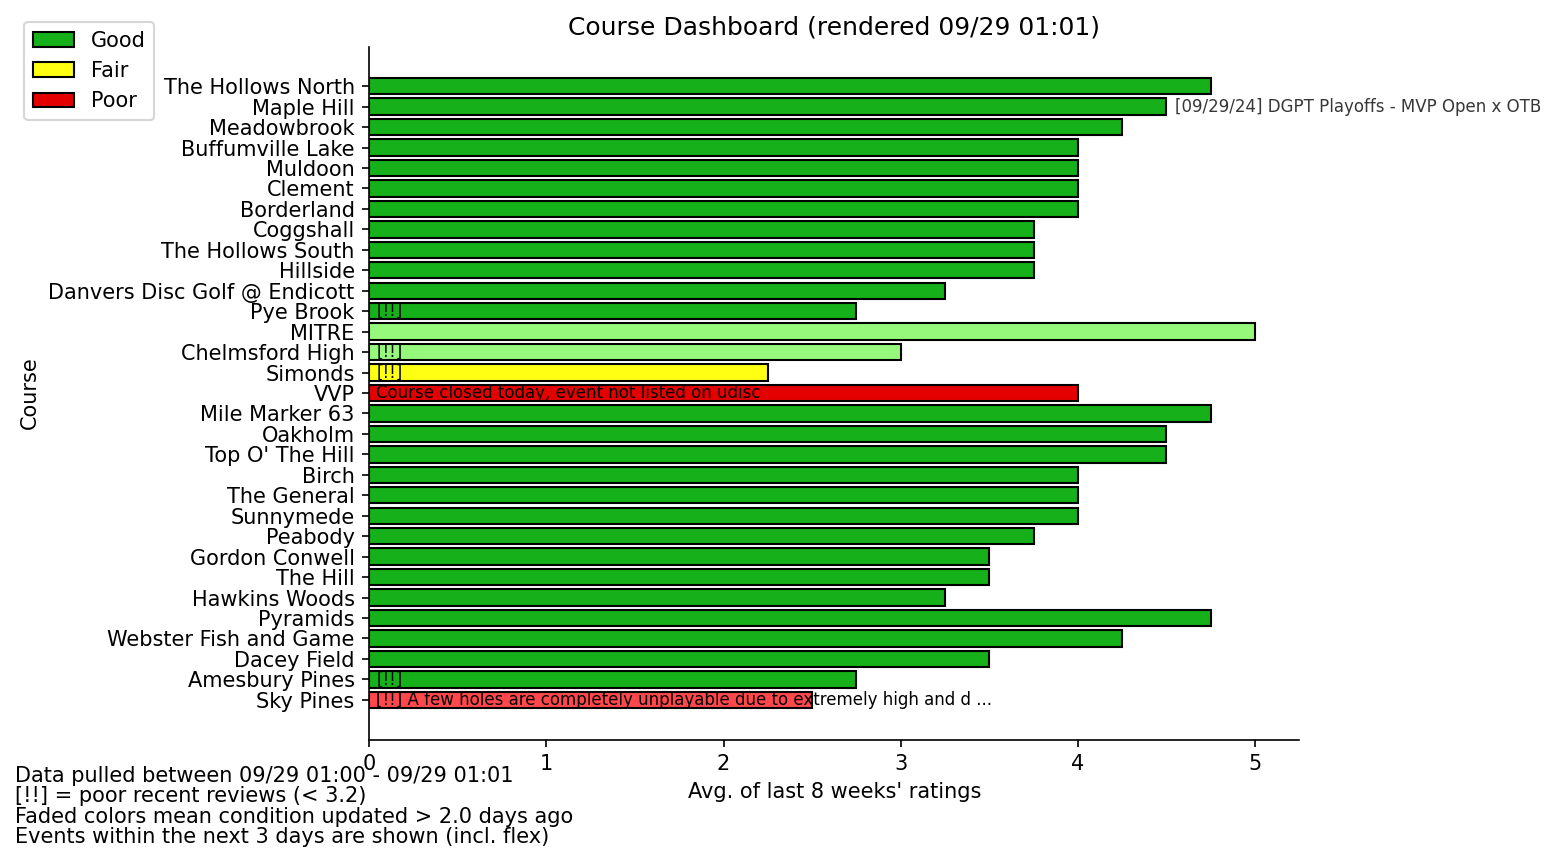 Course Dashboard (rendered 09/29 01:01)
Good
Fair
Poor
The Hollows North
Maple Hill [09/29/24] DGPT Playoffs - MVP Open x OTB
Meadowbrook
Buffumville Lake
Muldoon
Clement
Borderland
Coggshall
The Hollows South
Hillside
Danvers Disc Golf @ Endicott
Pye Brook [!!]
MITRE
Chelmsford High [!!]
Simonds [!!]
VVP Course closed today, event not listed on udisc
Mile Marker 63
Oakholm
Top O' The Hill
Birch
The General
Sunnymede
Peabody
Gordon Conwell
The Hill
Hawkins Woods
Pyramids
Webster Fish and Game
Dacey Field
Amesbury Pines [!!]
Sky Pines [!!] A few holes are completely unplayable due to extremely high and d ...
Course
0 1 2 3 4 5
Avg. of last 8 weeks' ratings
Data pulled between 09/29 01:00 - 09/29 01:01
[!!] = poor recent reviews (< 3.2)
Faded colors mean condition updated > 2.0 days ago
Events within the next 3 days are shown (incl. flex)